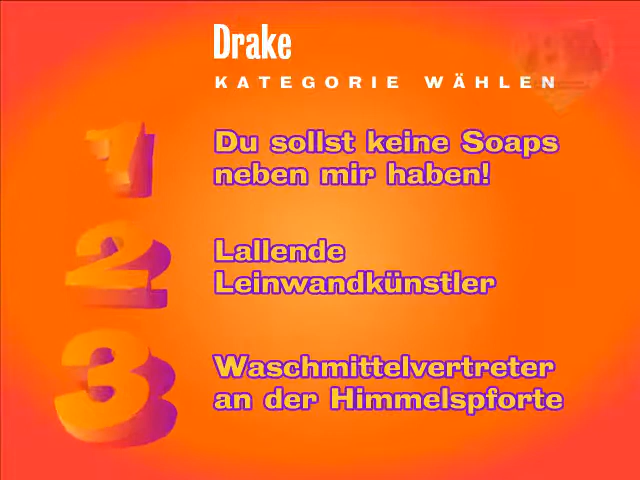 Drake
KATEGORIE WÄHLEN
1
Du sollst keine Soaps
neben mir haben!
2
Lallende
Leinwandkünstler
3
Waschmittelvertreter
an der Himmelspforte